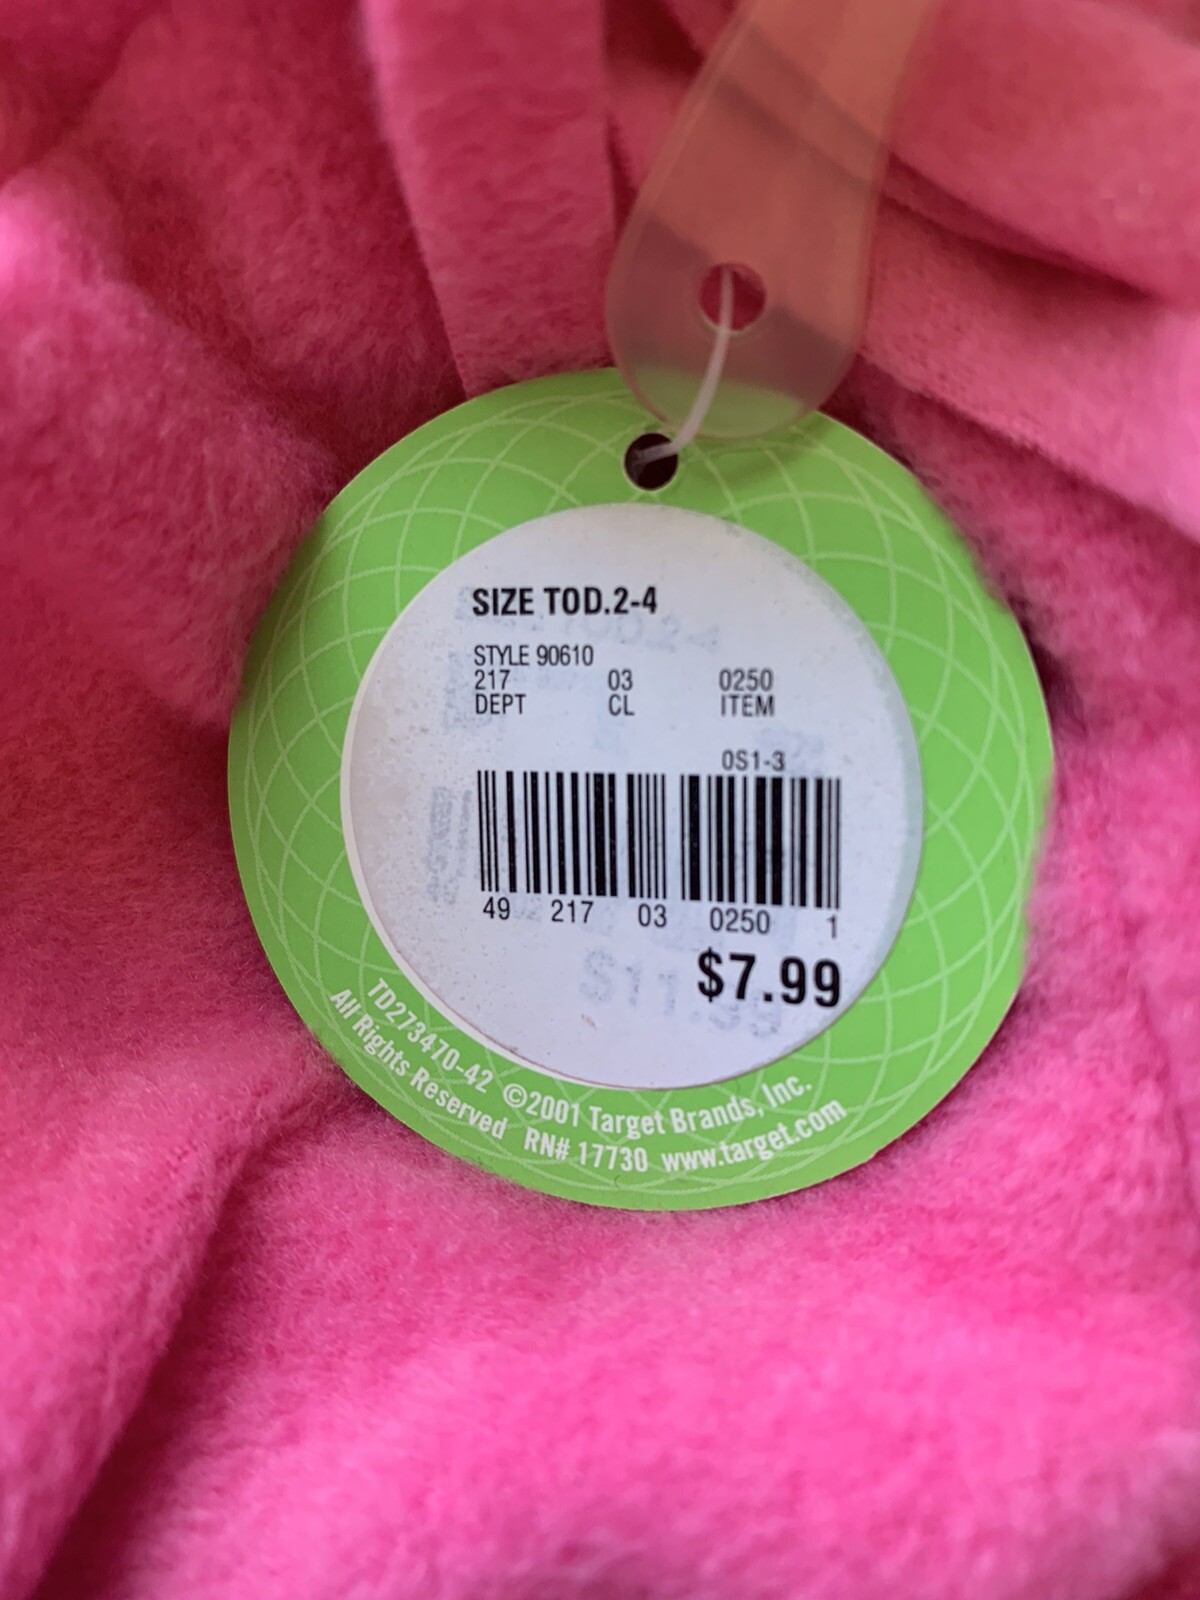 SIZE TOD.2-4
STYLE 90610
217 03 0250
DEPT CL ITEM
0S1-3
49 217 03 0250 1
$7.99
TD273470-42 ©2001 Target Brands, Inc.
All Rights Reserved RN# 17730 www.target.com